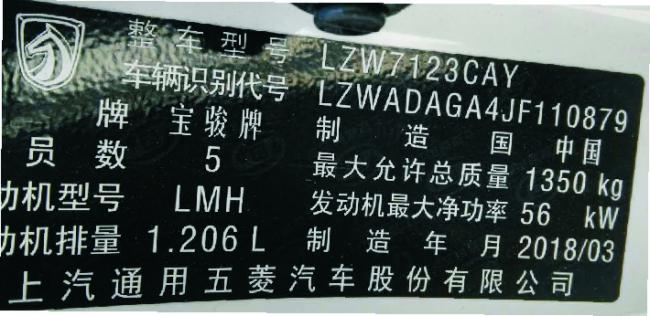 整车型号 LZW7123CAY
车辆识别代号 LZWADAGA4JF110879
牌 宝骏牌 制造国 中国
员数 5 最大允许总质量 1350 kg
动机型号 LMH 发动机最大净功率 56 kW
动机排量 1.206 L 制造年月 2018/03
上汽通用五菱汽车股份有限公司